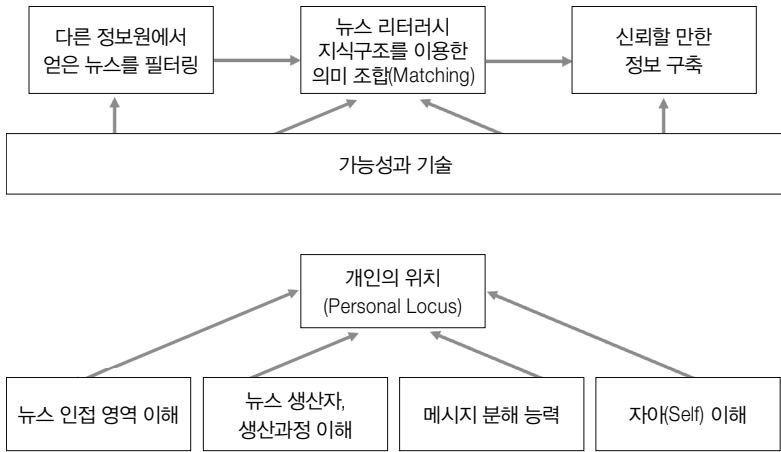 다른 정보원에서
얻은 뉴스를 필터링
뉴스 리터러시
지식구조를 이용한
의미 조합(Matching)
신뢰할 만한
정보 구축
가능성과 기술
개인의 위치
(Personal Locus)
뉴스 인접 영역 이해
뉴스 생산자,
생산과정 이해
메시지 분해 능력
자아(Self) 이해